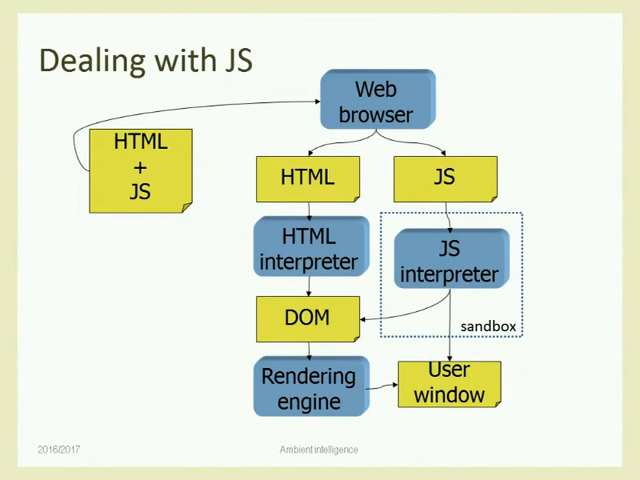 Dealing with JS
Web
browser
HTML
+
JS
HTML
JS
HTML
interpreter
JS
interpreter
DOM
sandbox
Rendering
engine
User
window
2016/2017
Ambient intelligence